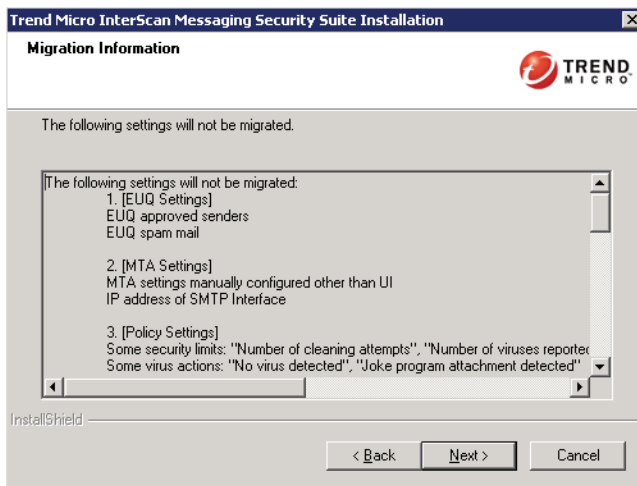 Trend Micro InterScan Messaging Security Suite Installation
Migration Information
TREND
MICRO
The following settings will not be migrated.
The following settings will not be migrated:
1. [EUQ Settings]
EUQ approved senders
EUQ spam mail
2. [MTA Settings]
MTA settings manually configured other than UI
IP address of SMTP Interface
3. [Policy Settings]
Some security limits: "Number of cleaning attempts", "Number of viruses reported
Some virus actions: "No virus detected", "Joke program attachment detected"
InstallShield
< Back
Next >
Cancel